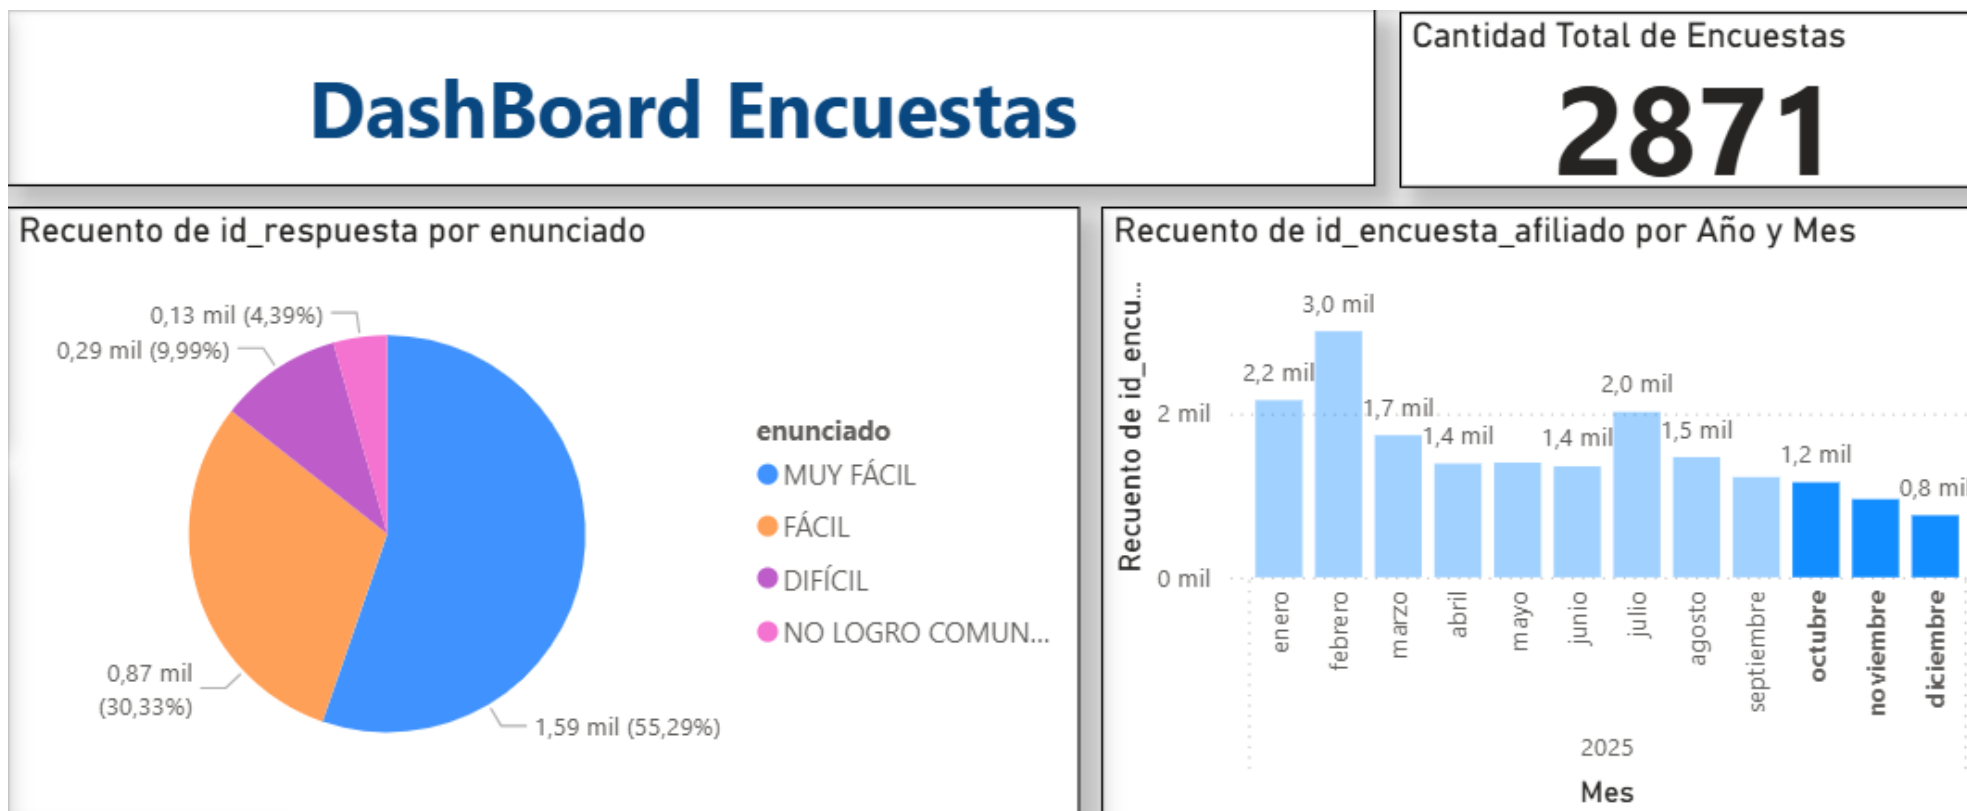 DashBoard Encuestas
Cantidad Total de Encuestas
2871
Recuento de id_respuesta por enunciado
0,13 mil (4,39%)
0,29 mil (9,99%)
0,87 mil
(30,33%)
1,59 mil (55,29%)
enunciado
MUY FÁCIL
FÁCIL
DIFÍCIL
NO LOGRO COMUN...
Recuento de id_encuesta_afiliado por Año y Mes
Recuento de id_encu...
2 mil
0 mil
2,2 mil
3,0 mil
1,7 mil
1,4 mil
1,4 mil
2,0 mil
1,5 mil
1,2 mil
0,8 mil
enero
febrero
marzo
abril
mayo
junio
julio
agosto
septiembre
octubre
noviembre
diciembre
2025
Mes